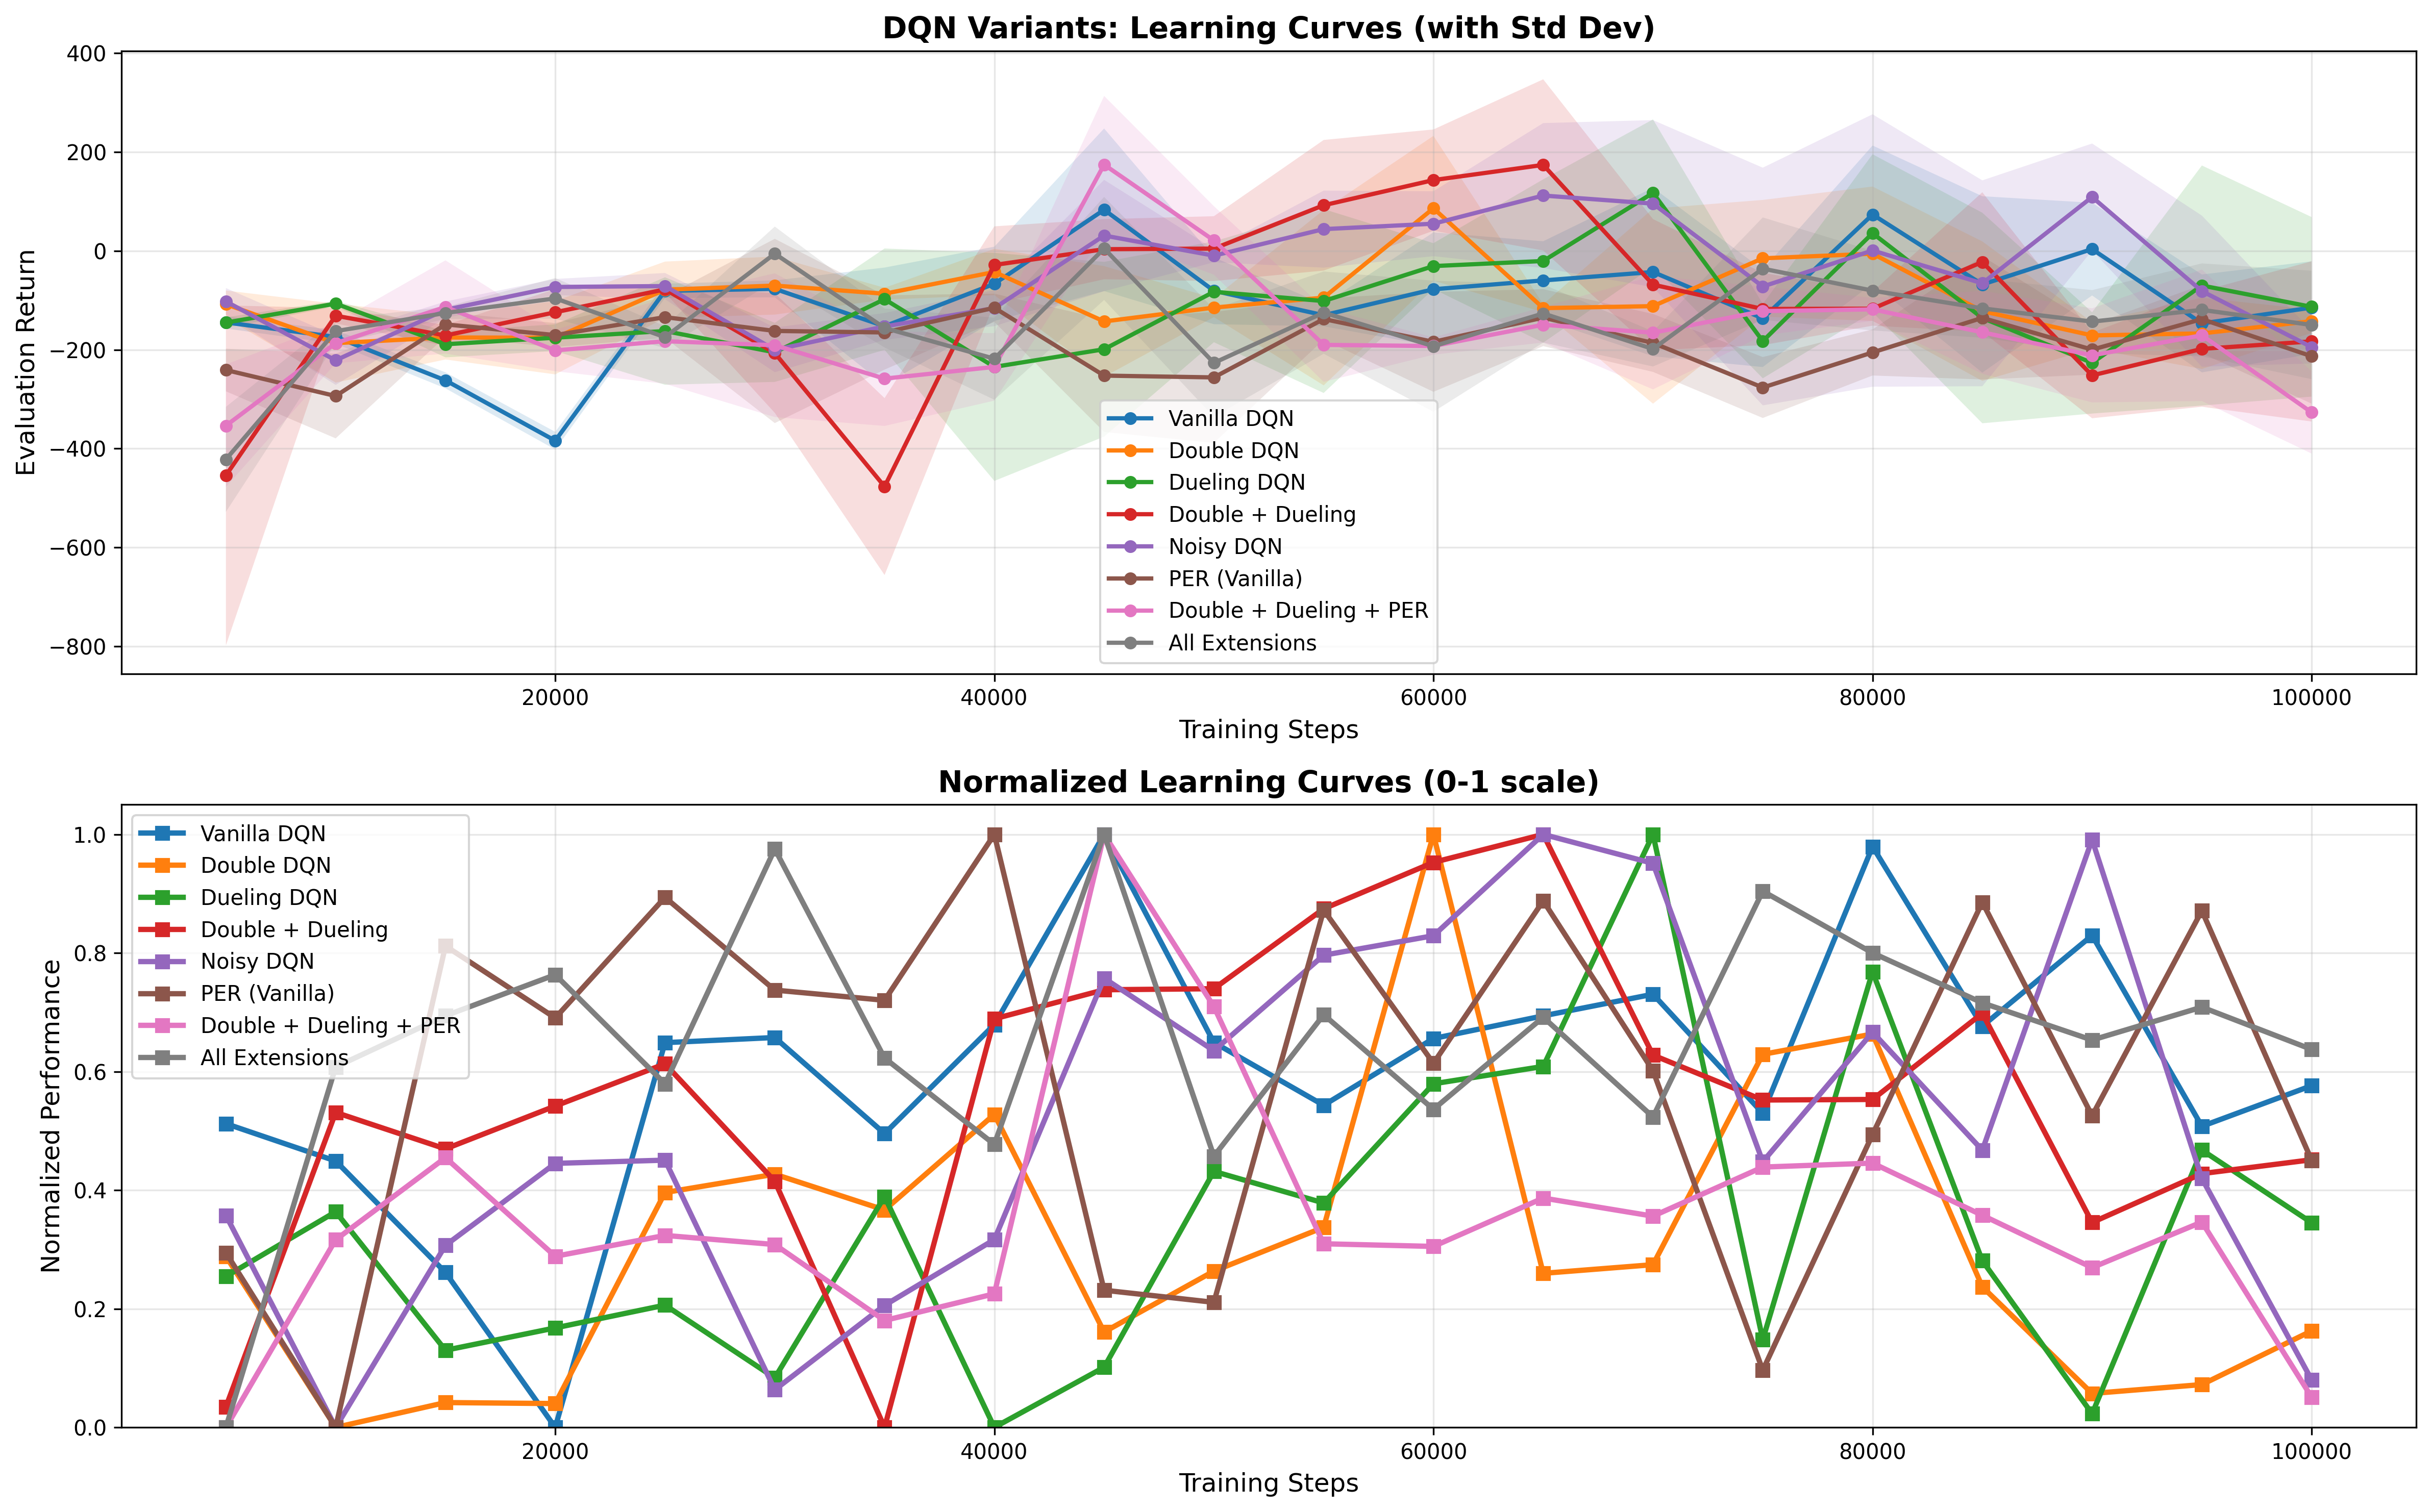 DQN Variants: Learning Curves (with Std Dev)
400
200
0
−200
−400
−600
−800
Evaluation Return
Vanilla DQN
Double DQN
Dueling DQN
Double + Dueling
Noisy DQN
PER (Vanilla)
Double + Dueling + PER
All Extensions
20000 40000 60000 80000 100000
Training Steps
Normalized Learning Curves (0-1 scale)
1.0
0.8
0.6
0.4
0.2
0.0
Normalized Performance
Vanilla DQN
Double DQN
Dueling DQN
Double + Dueling
Noisy DQN
PER (Vanilla)
Double + Dueling + PER
All Extensions
20000 40000 60000 80000 100000
Training Steps